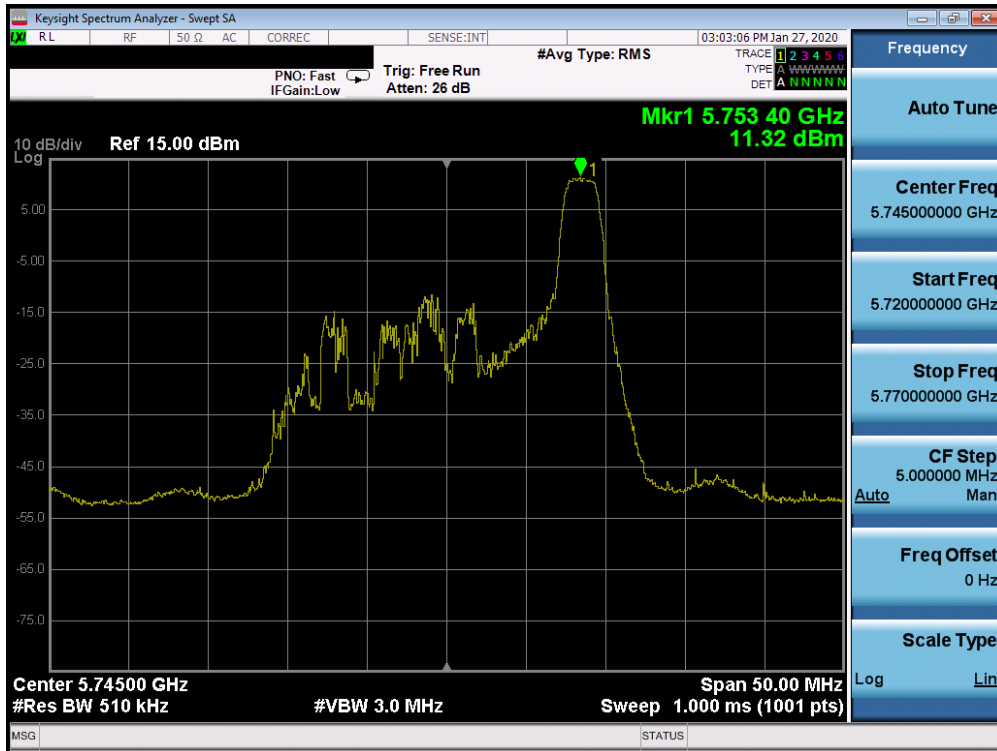 Keysight Spectrum Analyzer - Swept SA
LXI RL RF 50 Ω AC CORREC SENSE:INT 03:03:06 PM Jan 27, 2020
#Avg Type: RMS TRACE 1 2 3 4 5 6
TYPE A WWWWW
DET A N N N N N
PNO: Fast Trig: Free Run
IFGain:Low Atten: 26 dB
Mkr1 5.753 40 GHz
11.32 dBm
10 dB/div Ref 15.00 dBm
Log
1
5.00
-5.00
-15.0
-25.0
-35.0
-45.0
-55.0
-65.0
-75.0
Center 5.74500 GHz Span 50.00 MHz
#Res BW 510 kHz #VBW 3.0 MHz Sweep 1.000 ms (1001 pts)
MSG STATUS
Frequency
Auto Tune
Center Freq
5.745000000 GHz
Start Freq
5.720000000 GHz
Stop Freq
5.770000000 GHz
CF Step
5.000000 MHz
Auto Man
Freq Offset
0 Hz
Scale Type
Log Lin